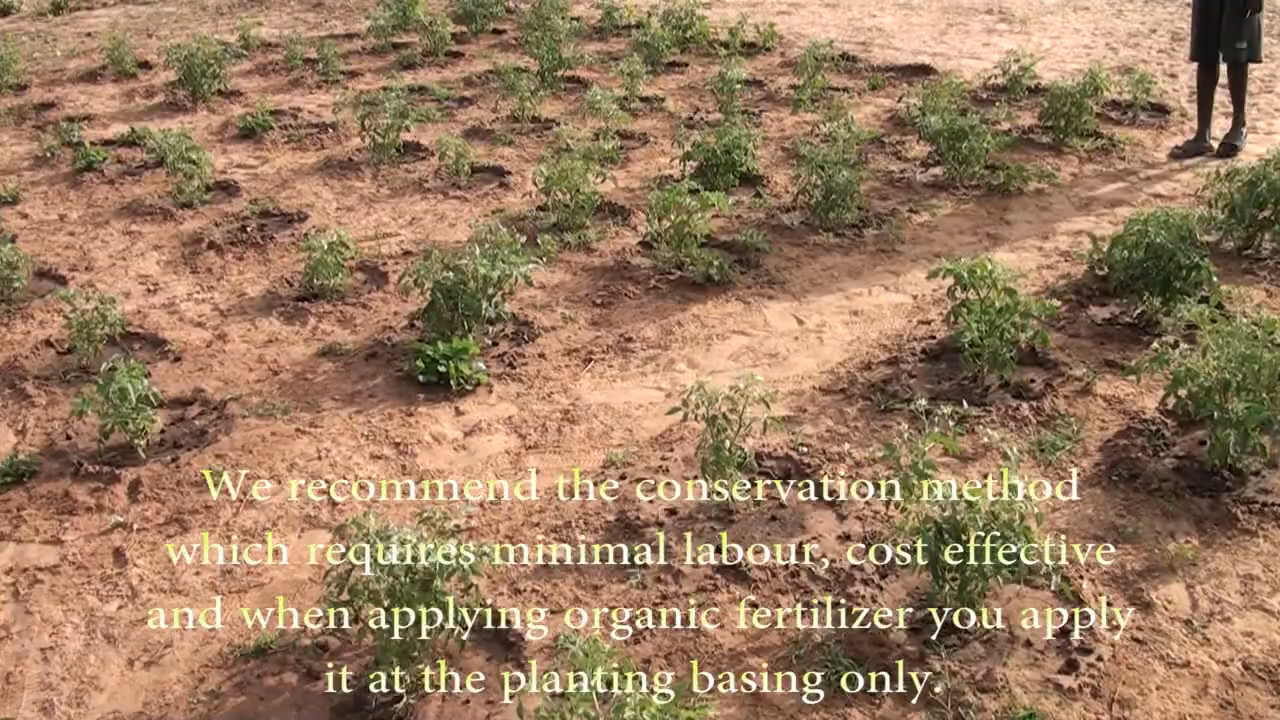 We recommend the conservation method
which requires minimal labour, cost effective
and when applying organic fertilizer you apply
it at the planting basing only.